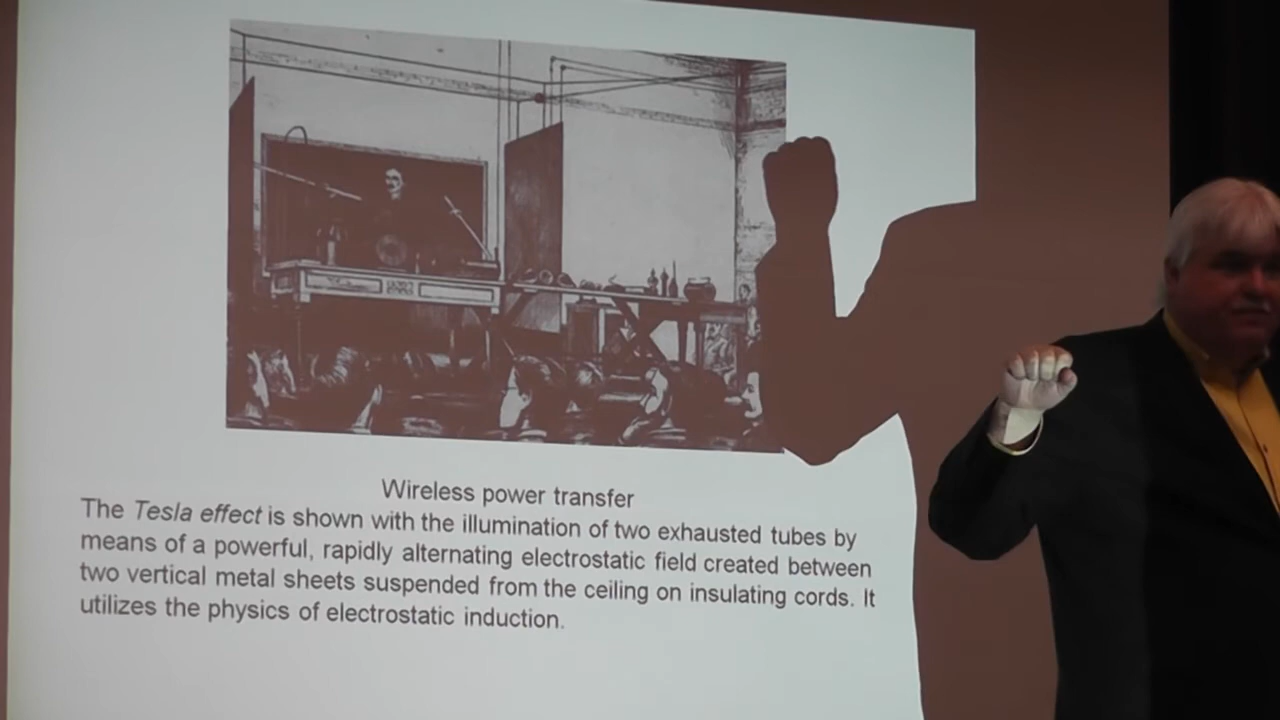 Wireless power transfer
The Tesla effect is shown with the illumination of two exhausted tubes by
means of a powerful, rapidly alternating electrostatic field created between
two vertical metal sheets suspended from the ceiling on insulating cords. It
utilizes the physics of electrostatic induction.